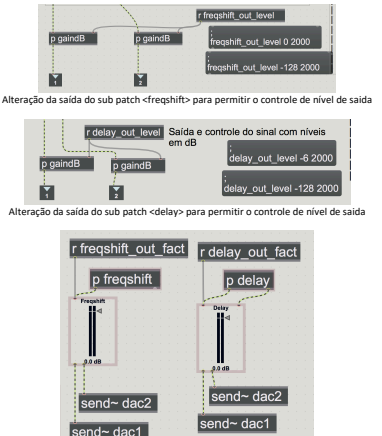 r freqshift_out_level
p gaindB
p gaindB
;
freqshift_out_level 0 2000
;
freqshift_out_level -128 2000
1
2
Alteração da saída do sub patch <freqshift> para permitir o controle de nível de saida
r delay_out_level
Saída e controle do sinal com níveis
em dB
p gaindB
p gaindB
;
delay_out_level -6 2000
;
delay_out_level -128 2000
1
2
Alteração da saída do sub patch <delay> para permitir o controle de nível de saida
r freqshift_out_fact
r delay_out_fact
p freqshift
p delay
Freqshift
Delay
0.0 dB
0.0 dB
send~ dac2
send~ dac2
send~ dac1
send~ dac1